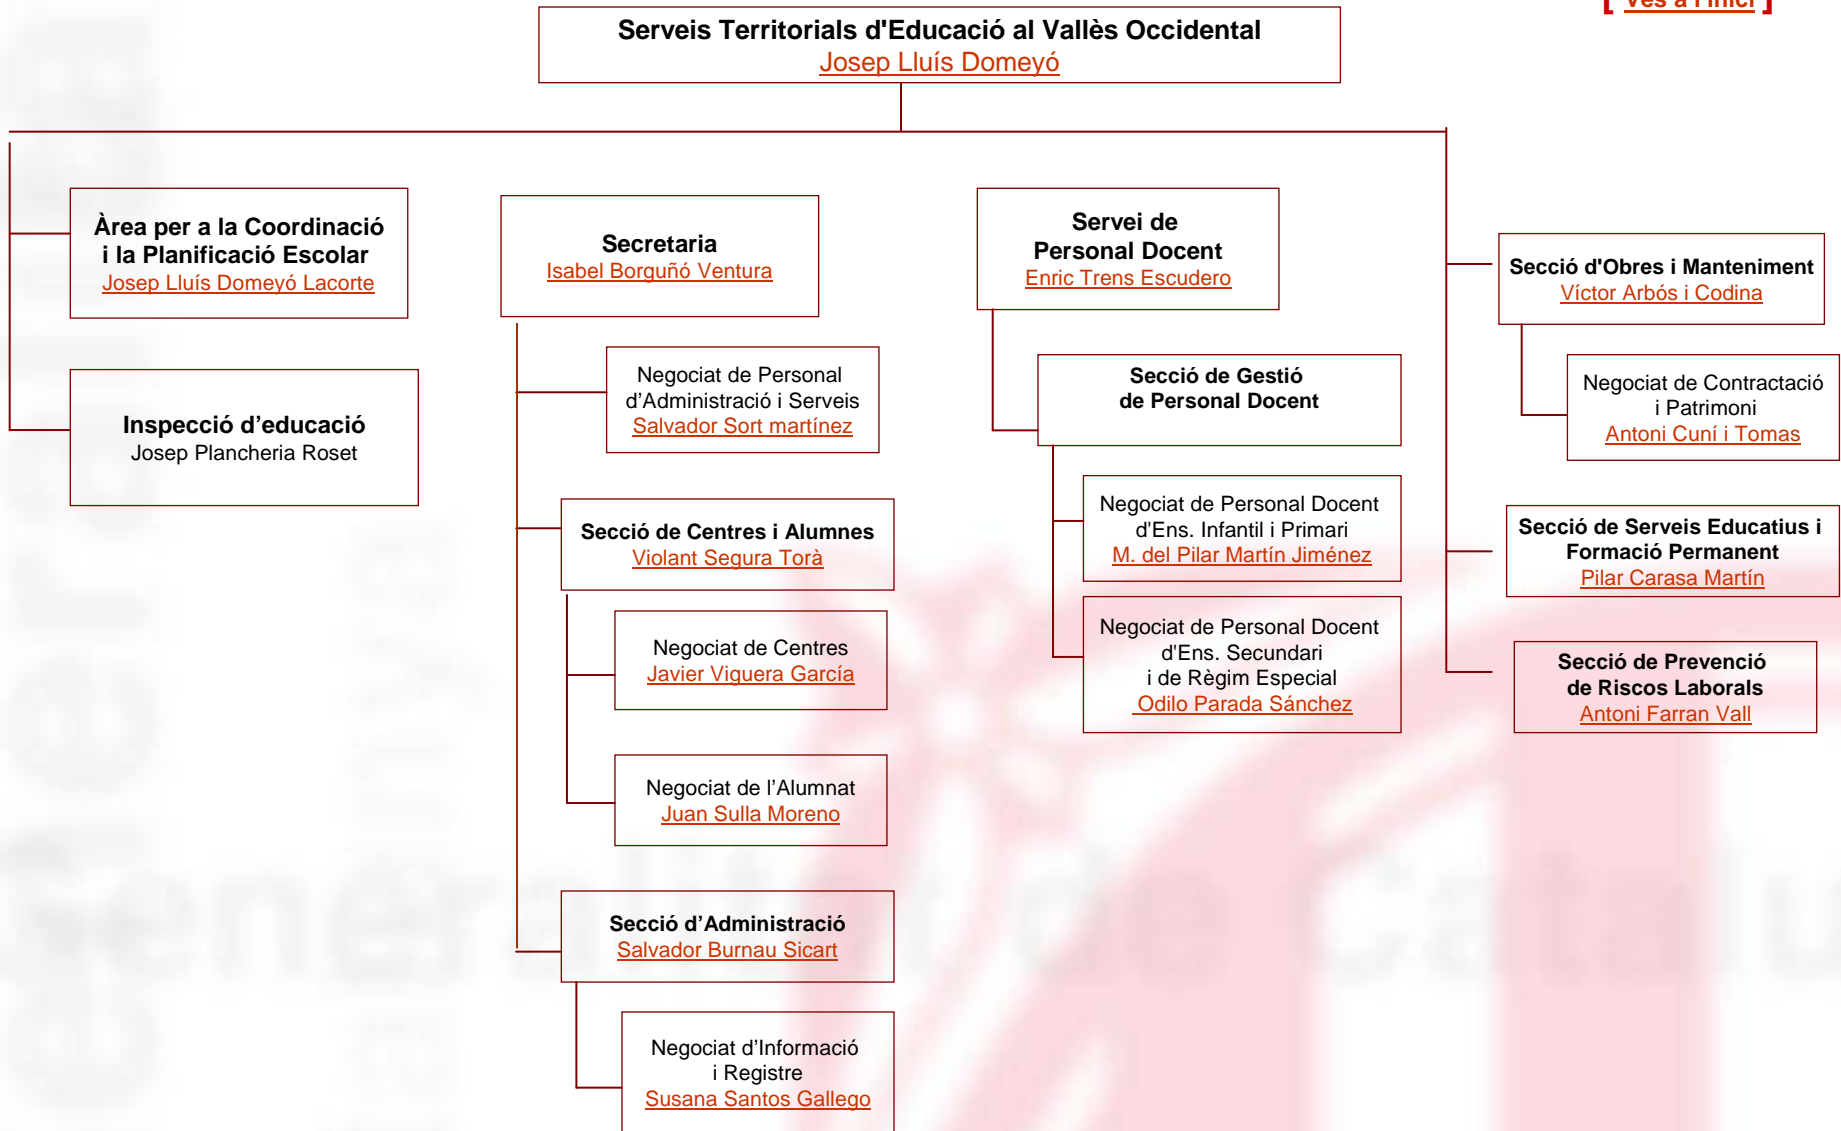 [ Ves a l'inici ]
Serveis Territorials d'Educació al Vallès Occidental
Josep Lluís Domeyó
Àrea per a la Coordinació
i la Planificació Escolar
Josep Lluís Domeyó Lacorte
Inspecció d’educació
Josep Plancheria Roset
Secretaria
Isabel Borguñó Ventura
Negociat de Personal
d’Administració i Serveis
Salvador Sort martínez
Secció de Centres i Alumnes
Violant Segura Torà
Negociat de Centres
Javier Viguera García
Negociat de l’Alumnat
Juan Sulla Moreno
Secció d’Administració
Salvador Burnau Sicart
Negociat d’Informació
i Registre
Susana Santos Gallego
Servei de
Personal Docent
Enric Trens Escudero
Secció de Gestió
de Personal Docent
Negociat de Personal Docent
d'Ens. Infantil i Primari
M. del Pilar Martín Jiménez
Negociat de Personal Docent
d'Ens. Secundari
i de Règim Especial
Odilo Parada Sánchez
Secció d'Obres i Manteniment
Víctor Arbós i Codina
Negociat de Contractació
i Patrimoni
Antoni Cuní i Tomas
Secció de Serveis Educatius i
Formació Permanent
Pilar Carasa Martín
Secció de Prevenció
de Riscos Laborals
Antoni Farran Vall